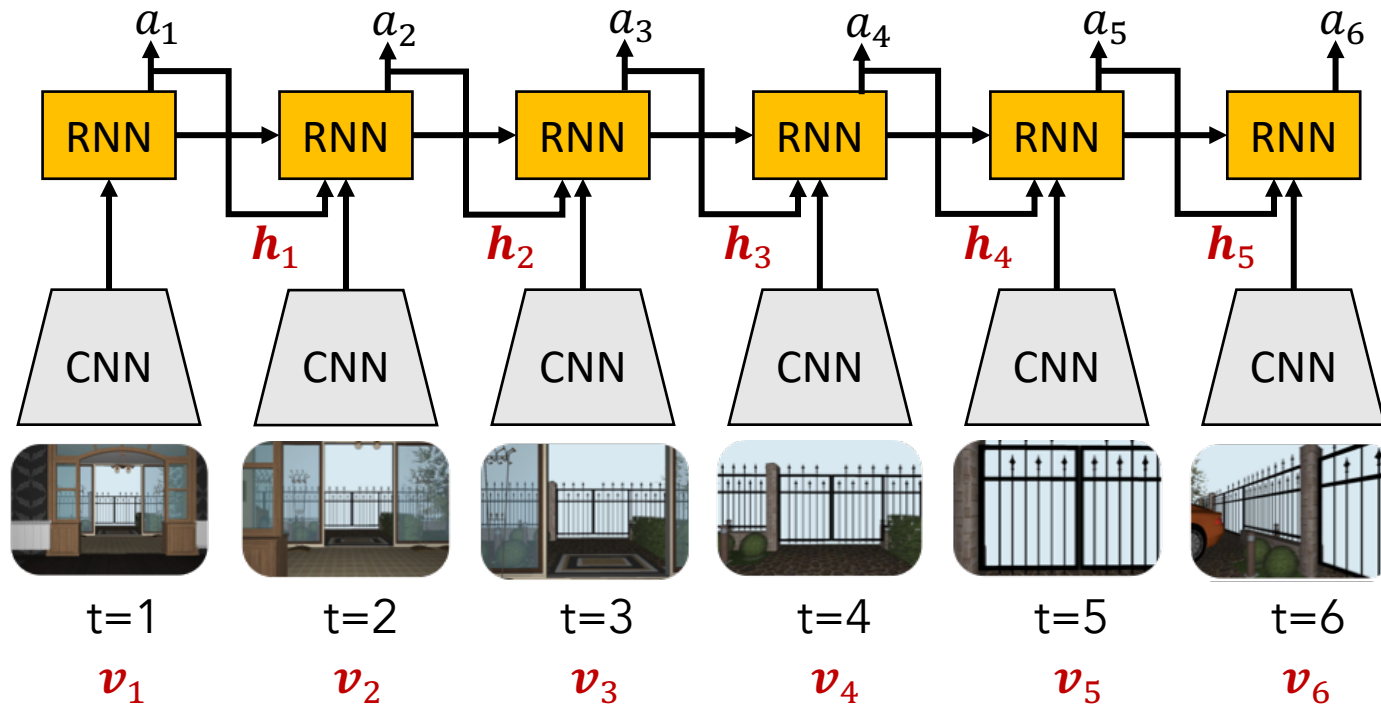 a₁ a₂ a₃ a₄ a₅ a₆
RNN RNN RNN RNN RNN RNN
h₁ h₂ h₃ h₄ h₅
CNN CNN CNN CNN CNN CNN
t=1 t=2 t=3 t=4 t=5 t=6
v₁ v₂ v₃ v₄ v₅ v₆